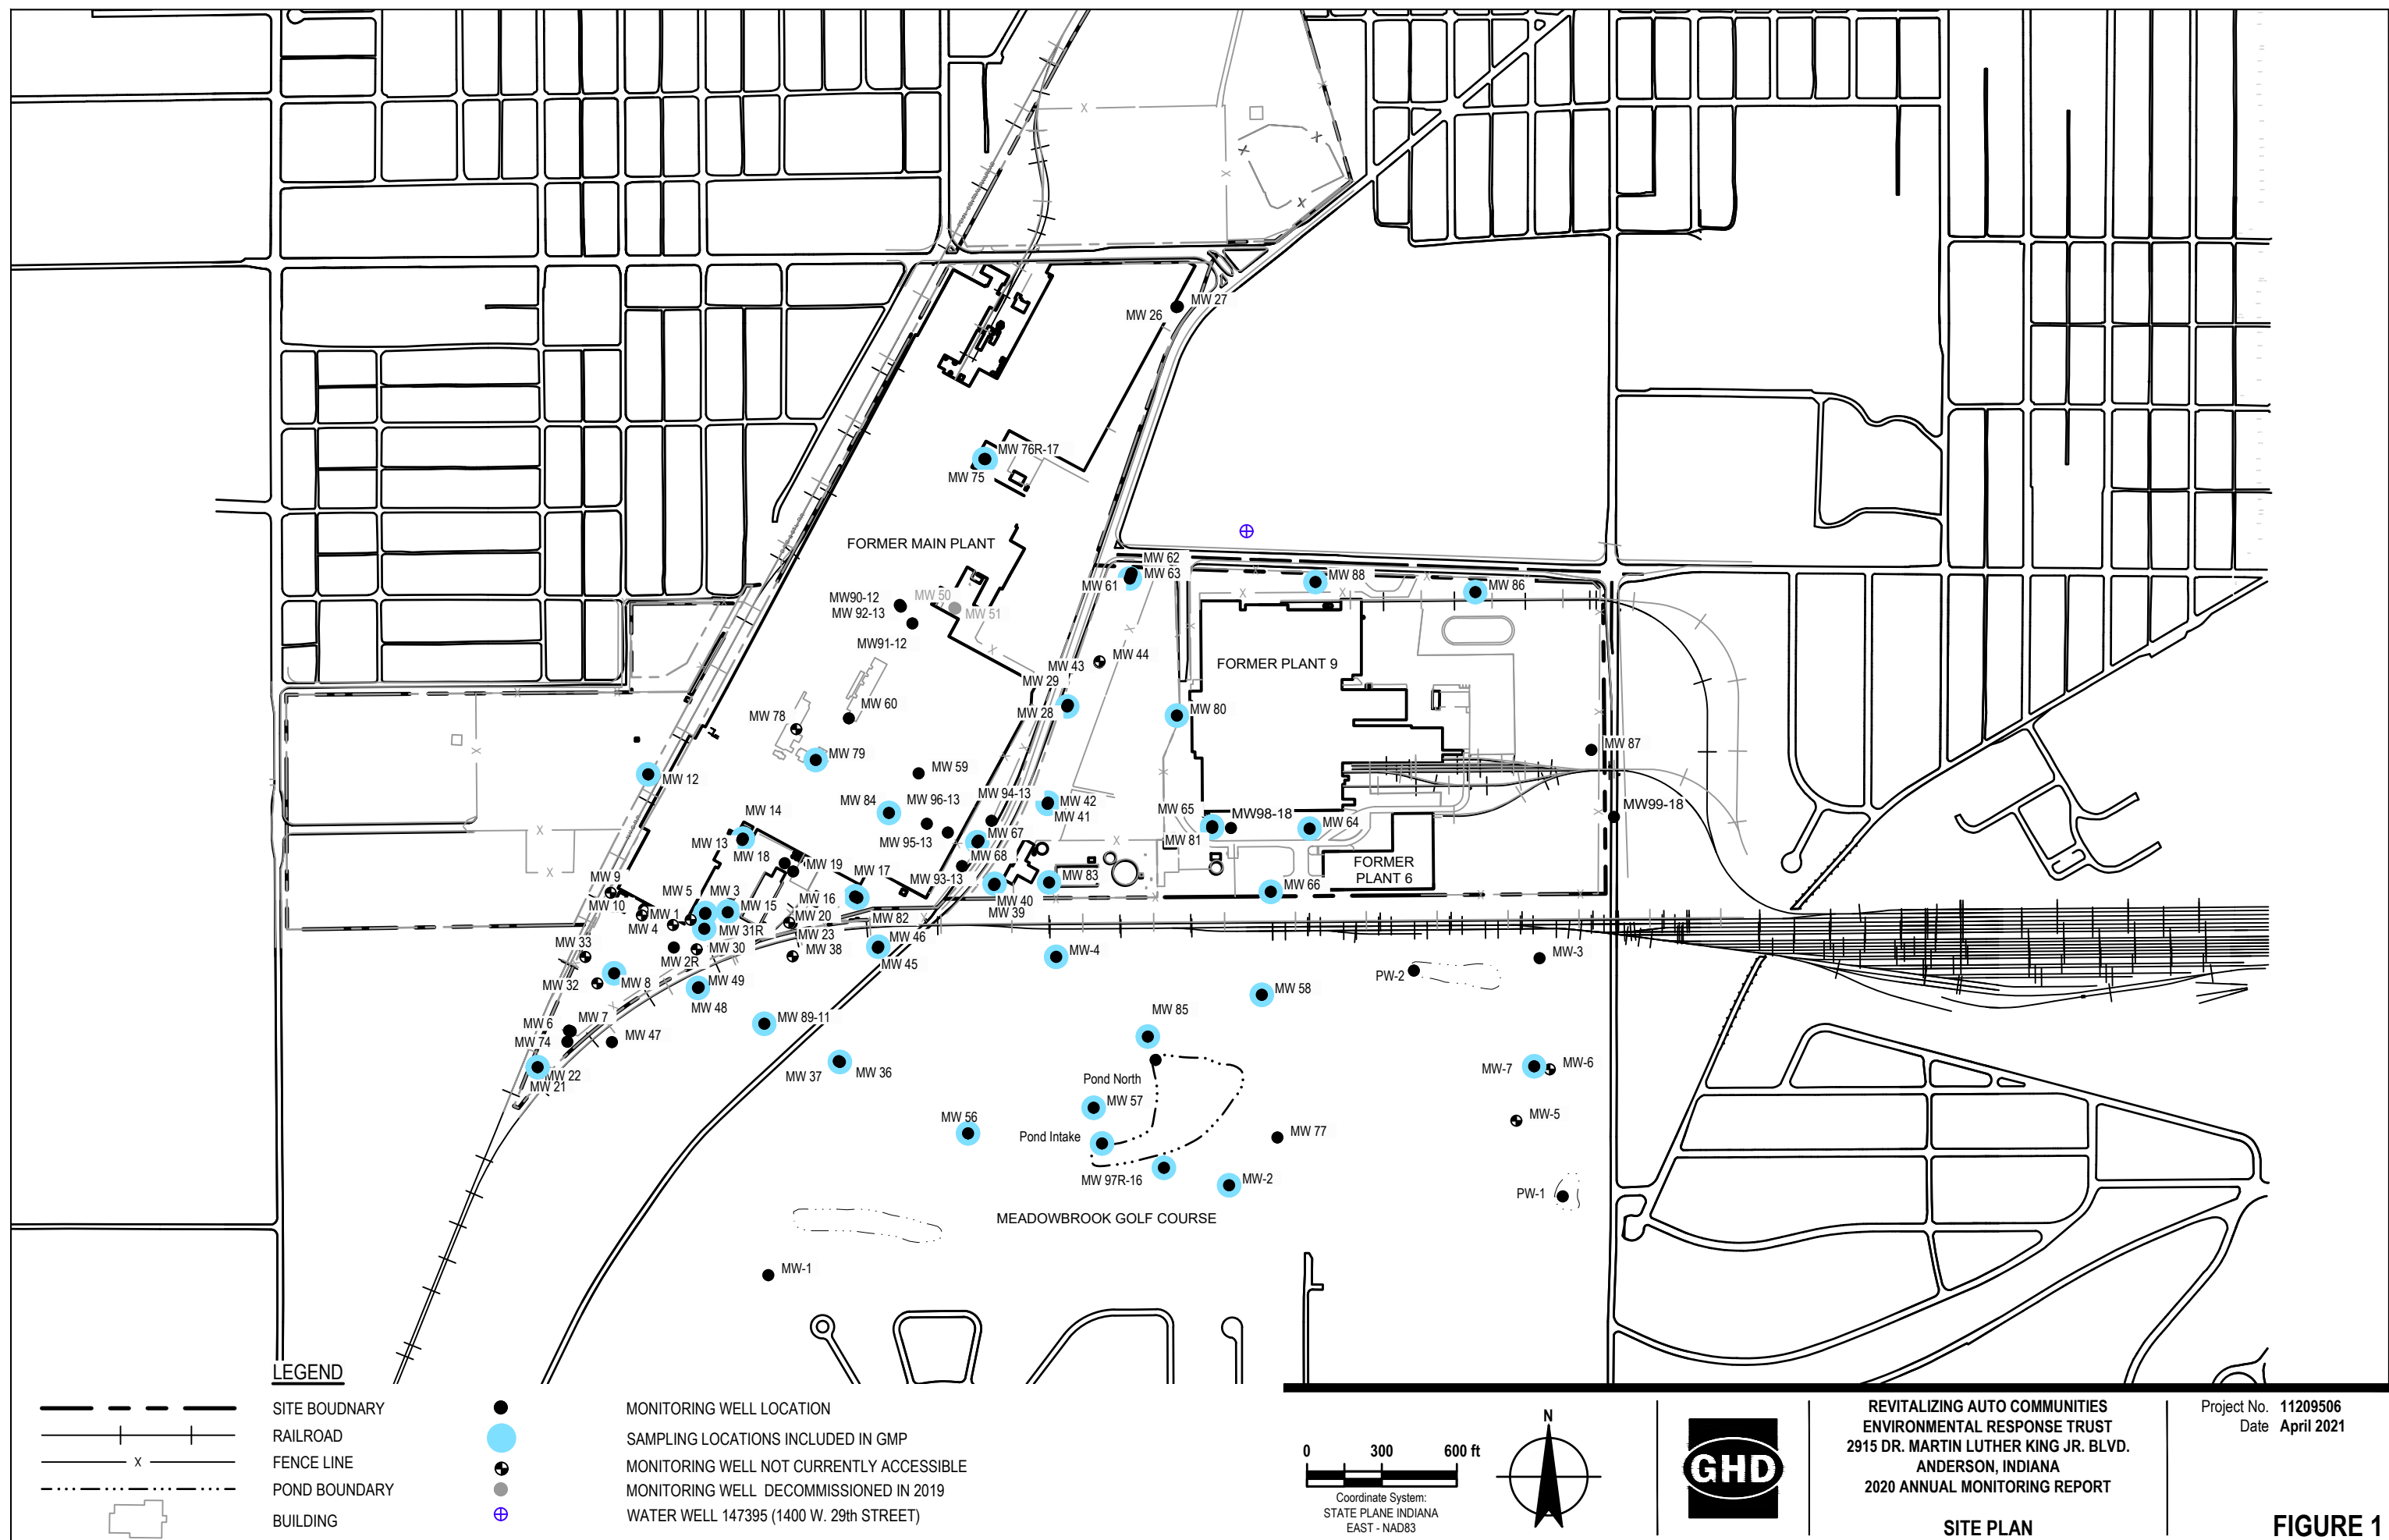 MW 27
MW 26
MW 76R-17
MW 75
FORMER MAIN PLANT
MW 62
MW 63
MW 61
MW 88
MW 86
MW90-12
MW 92-13
MW 50
MW 51
MW91-12
MW 43
MW 44
FORMER PLANT 9
MW 29
MW 28
MW 60
MW 78
MW 80
MW 79
MW 87
MW 12
MW 59
MW 84
MW 96-13
MW 94-13
MW 42
MW 41
MW 65
MW98-18
MW99-18
MW 14
MW 13
MW 95-13
MW 67
MW 68
MW 81
MW 64
MW 18
MW 19
MW 17
MW 93-13
MW 83
FORMER
PLANT 6
MW 9
MW 10
MW 5
MW 3
MW 16
MW 40
MW 39
MW 66
MW 1
MW 15
MW 20
MW 82
MW 4
MW 31R
MW 23
MW 46
MW 33
MW 30
MW 38
MW 45
MW-4
MW-3
MW 2R
PW-2
MW 32
MW 8
MW 49
MW 48
MW 58
MW 85
MW 6
MW 7
MW 89-11
MW 74
MW 47
MW 22
MW 21
MW 37
MW 36
Pond North
MW-7
MW-6
MW 57
MW 56
Pond Intake
MW 77
MW-5
MW 97R-16
MW-2
PW-1
MEADOWBROOK GOLF COURSE
MW-1
LEGEND
SITE BOUDNARY
RAILROAD
X
FENCE LINE
POND BOUNDARY
BUILDING
MONITORING WELL LOCATION
SAMPLING LOCATIONS INCLUDED IN GMP
MONITORING WELL NOT CURRENTLY ACCESSIBLE
MONITORING WELL DECOMMISSIONED IN 2019
WATER WELL 147395 (1400 W. 29th STREET)
0 300 600 ft
Coordinate System:
STATE PLANE INDIANA
EAST - NAD83
N
GHD
REVITALIZING AUTO COMMUNITIES
ENVIRONMENTAL RESPONSE TRUST
2915 DR. MARTIN LUTHER KING JR. BLVD.
ANDERSON, INDIANA
2020 ANNUAL MONITORING REPORT
SITE PLAN
Project No. 11209506
Date April 2021
FIGURE 1